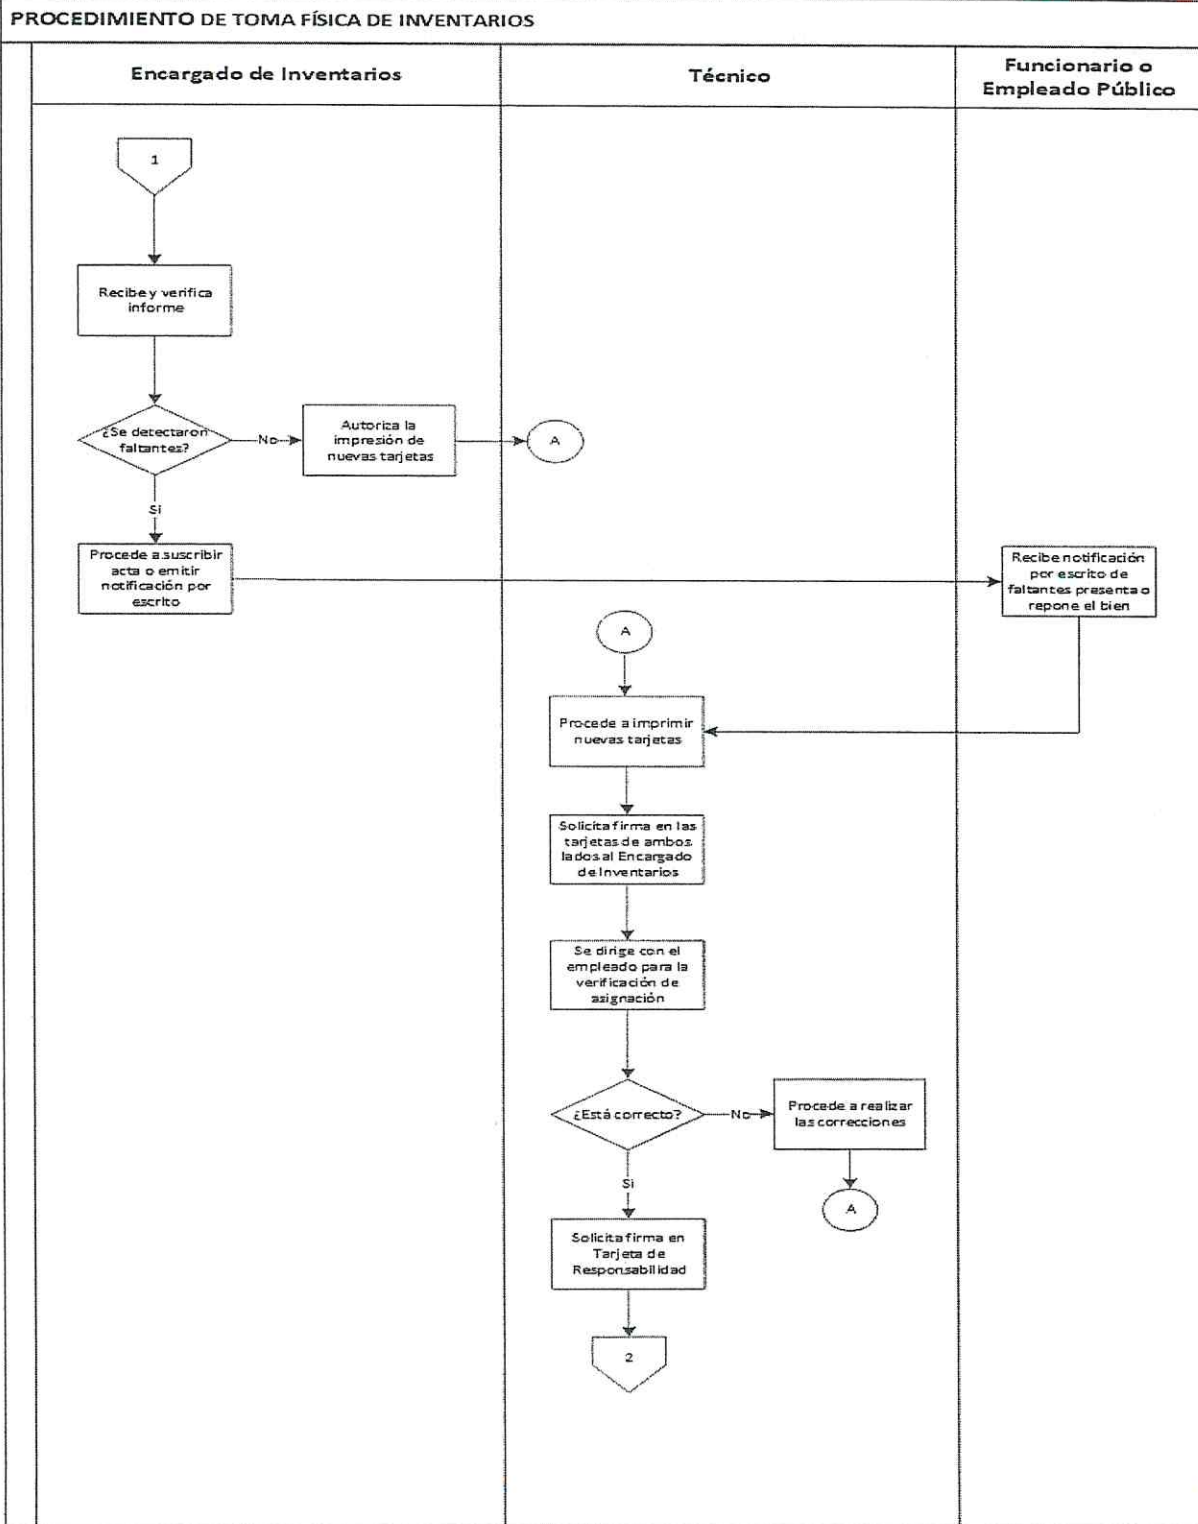 PROCEDIMIENTO DE TOMA FÍSICA DE INVENTARIOS
Encargado de Inventarios
Técnico
Funcionario o
Empleado Público
1
Recibe y verifica
informe
¿Se detectaron
faltantes?
No
Autoriza la
impresión de
nuevas tarjetas
A
Si
Procede a suscribir
acta o emitir
notificación por
escrito
Recibe notificación
por escrito de
faltantes presenta o
repone el bien
A
Procede a imprimir
nuevas tarjetas
Solicita firma en las
tarjetas de ambos
lados al Encargado
de Inventarios
Se dirige con el
empleado para la
verificación de
asignación
¿Está correcto?
No
Procede a realizar
las correcciones
Si
A
Solicita firma en
Tarjeta de
Responsabilidad
2